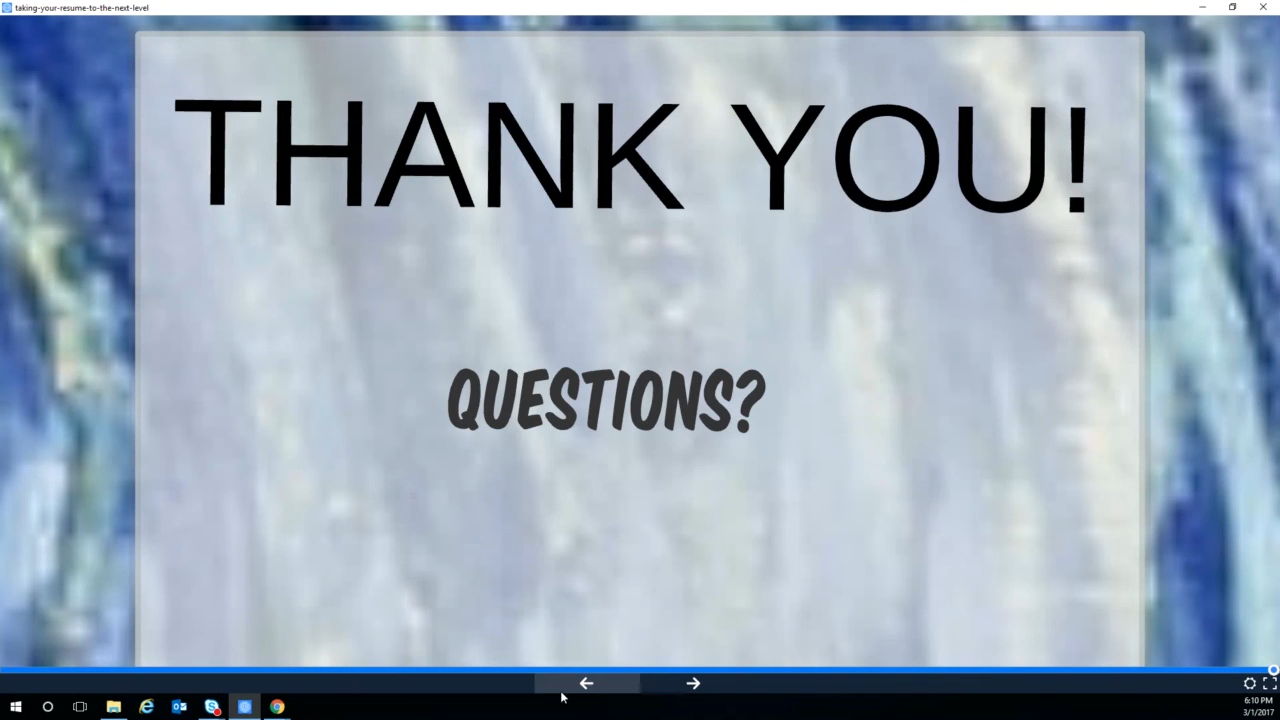 taking-your-resume-to-the-next-level
THANK YOU!
QUESTIONS?
6:10 PM
3/1/2017